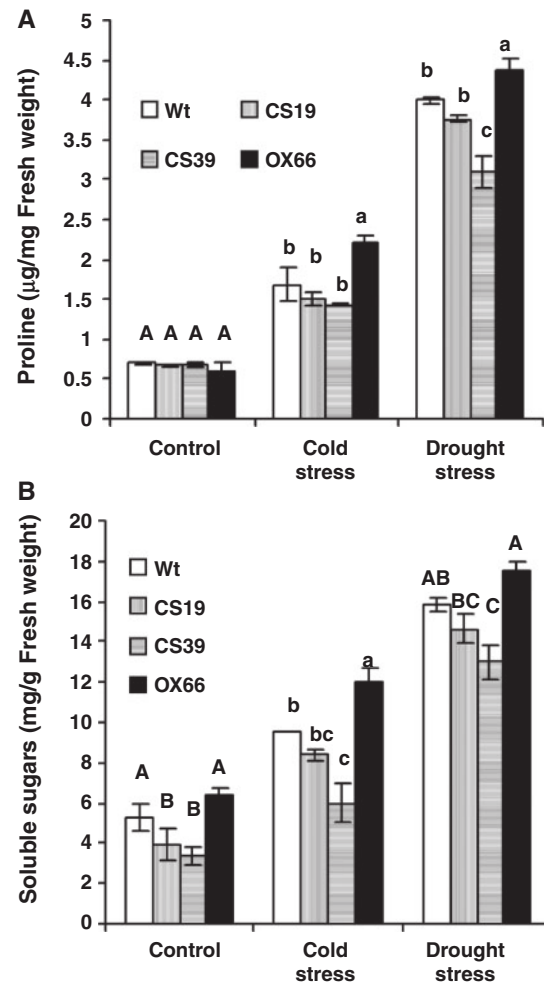 A
Proline (µg/mg Fresh weight)
5
4.5
4
3.5
3
2.5
2
1.5
1
0.5
0
Wt CS19
CS39 OX66
A A A A
b b b a
b b c a
Control Cold stress Drought stress
B
Soluble sugars (mg/g Fresh weight)
20
18
16
14
12
10
8
6
4
2
0
Wt
CS19
CS39
OX66
A B B A
b bc c a
AB BC C A
Control Cold stress Drought stress